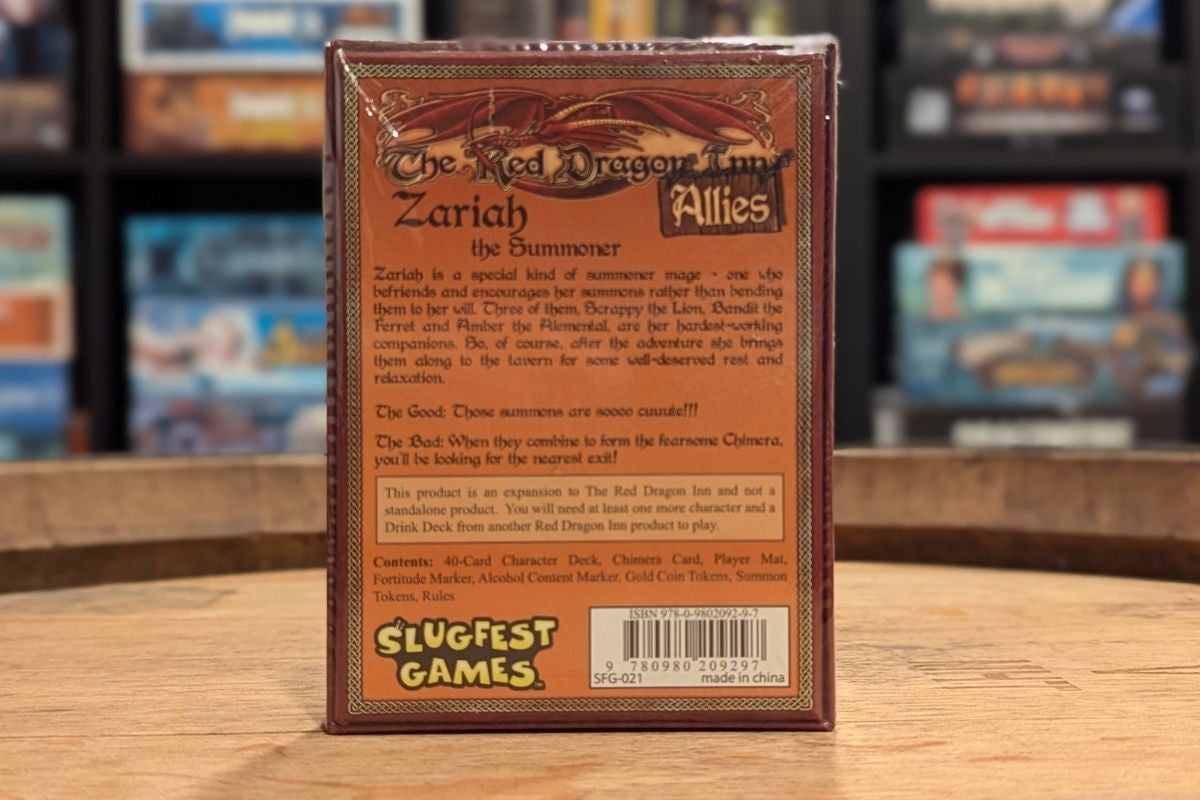 The Red Dragon Inn
Allies
Zariah
the Summoner
Zariah is a special kind of summoner mage - one who
befriends and encourages her summons rather than bending
them to her will. Three of them, Scrappy the Lion, Bandit the
Ferret and Amber the Alemental, are her hardest-working
companions. So, of course, after the adventure she brings
them along to the tavern for some well-deserved rest and
relaxation.
The Good: Those summons are soooo cuuute!!!
The Bad: When they combine to form the fearsome Chimera,
you'll be looking for the nearest exit!
This product is an expansion to The Red Dragon Inn and not a
standalone product. You will need at least one more character and a
Drink Deck from another Red Dragon Inn product to play.
Contents: 40-Card Character Deck, Chimera Card, Player Mat,
Fortitude Marker, Alcohol Content Marker, Gold Coin Tokens, Summon
Tokens, Rules
SLUGFEST
GAMES
ISBN 978-0-9802092-9-7
9 780980 209297
SFG-021 made in china